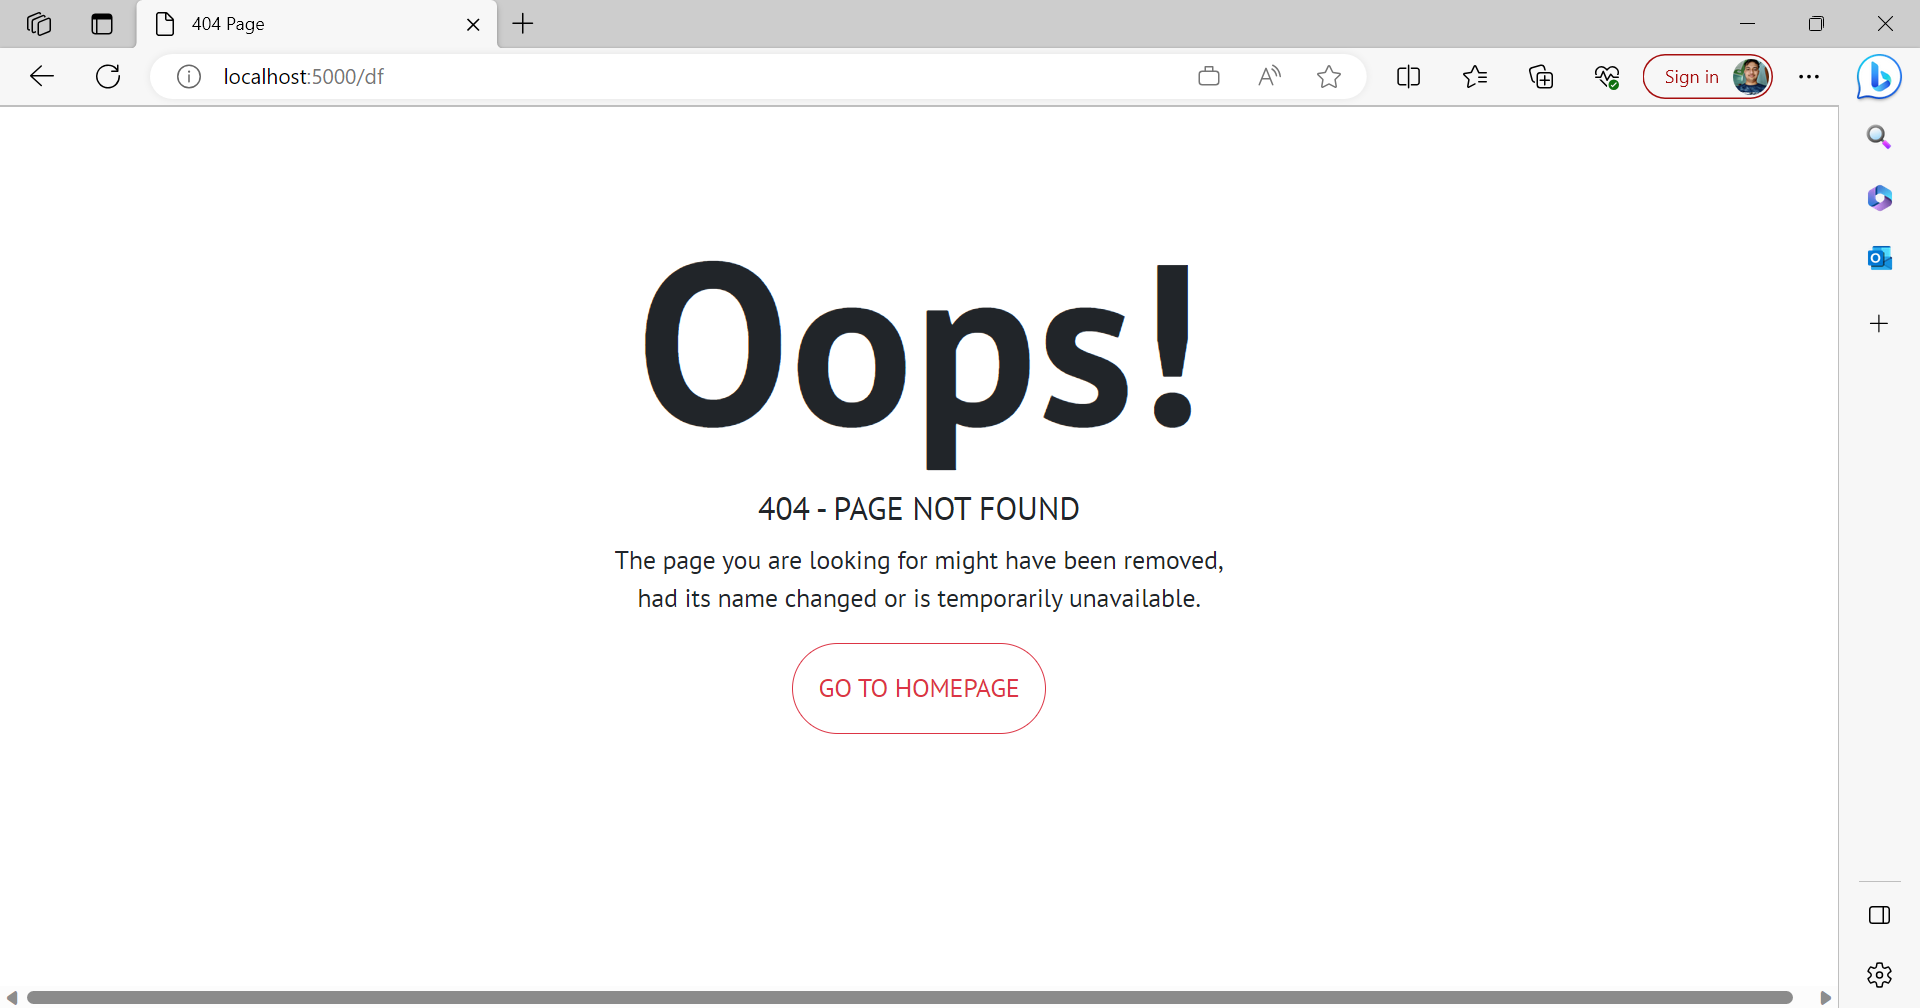 404 Page
localhost:5000/df
Sign in
Oops!
404 - PAGE NOT FOUND
The page you are looking for might have been removed,
had its name changed or is temporarily unavailable.
GO TO HOMEPAGE